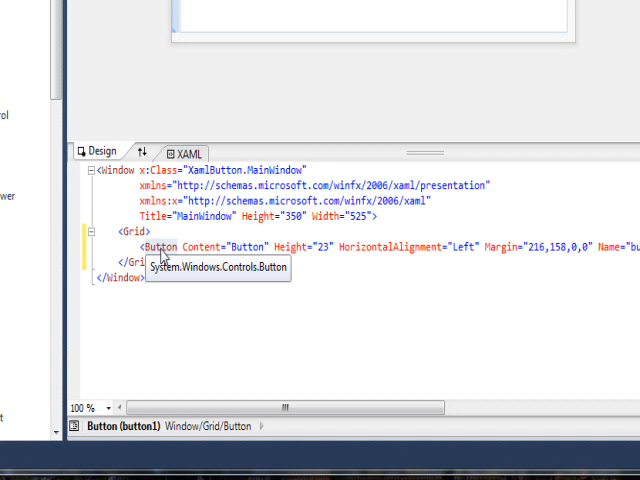 ol
wer
t
Design
XAML
<Window x:Class="XamlButton.MainWindow"
xmlns="http://schemas.microsoft.com/winfx/2006/xaml/presentation"
xmlns:x="http://schemas.microsoft.com/winfx/2006/xaml"
Title="MainWindow" Height="350" Width="525">
<Grid>
<Button Content="Button" Height="23" HorizontalAlignment="Left" Margin="216,158,0,0" Name="bu
</Gri
System.Windows.Controls.Button
</Window>
100 %
Button (button1) Window/Grid/Button